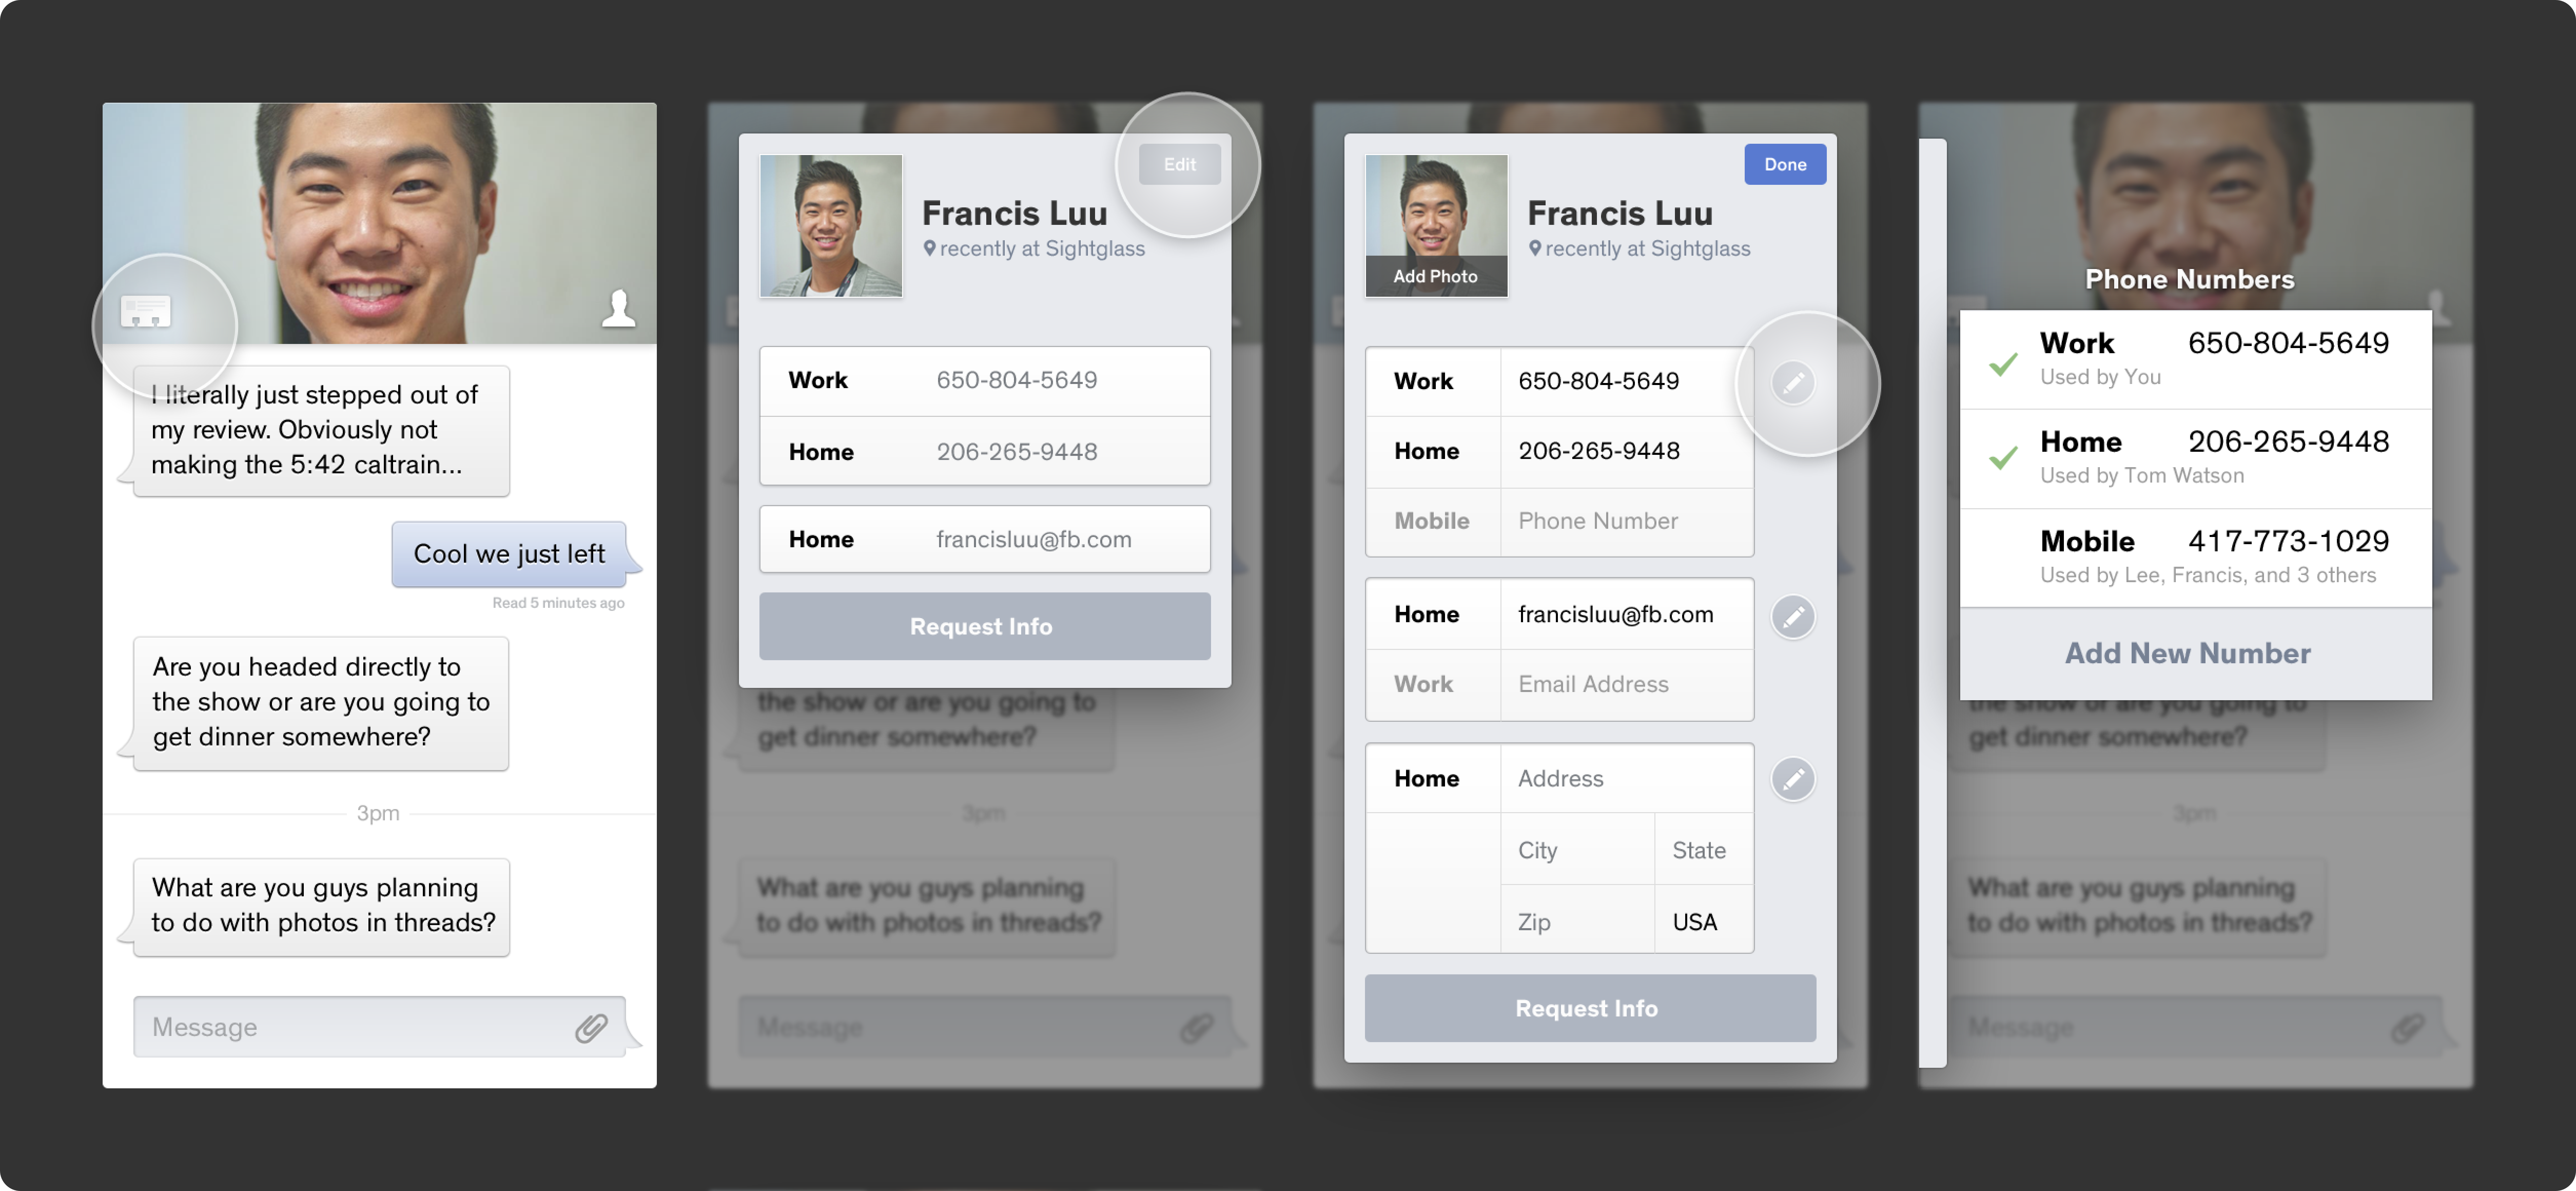 I literally just stepped out of
my review. Obviously not
making the 5:42 caltrain...
Cool we just left
Read 5 minutes ago
Are you headed directly to
the show or are you going to
get dinner somewhere?
3pm
What are you guys planning
to do with photos in threads?
Message
Edit
Francis Luu
recently at Sightglass
Work 650-804-5649
Home 206-265-9448
Home francisluu@fb.com
Request Info
the show or are you going to
get dinner somewhere?
3pm
What are you guys planning
to do with photos in threads?
Message
Done
Francis Luu
recently at Sightglass
Add Photo
Work 650-804-5649
Home 206-265-9448
Mobile Phone Number
Home francisluu@fb.com
Work Email Address
Home Address
City State
Zip USA
Request Info
Phone Numbers
Work 650-804-5649
Used by You
Home 206-265-9448
Used by Tom Watson
Mobile 417-773-1029
Used by Lee, Francis, and 3 others
Add New Number
the show or are you going to
get dinner somewhere?
3pm
What are you guys planning
to do with photos in threads?
Message